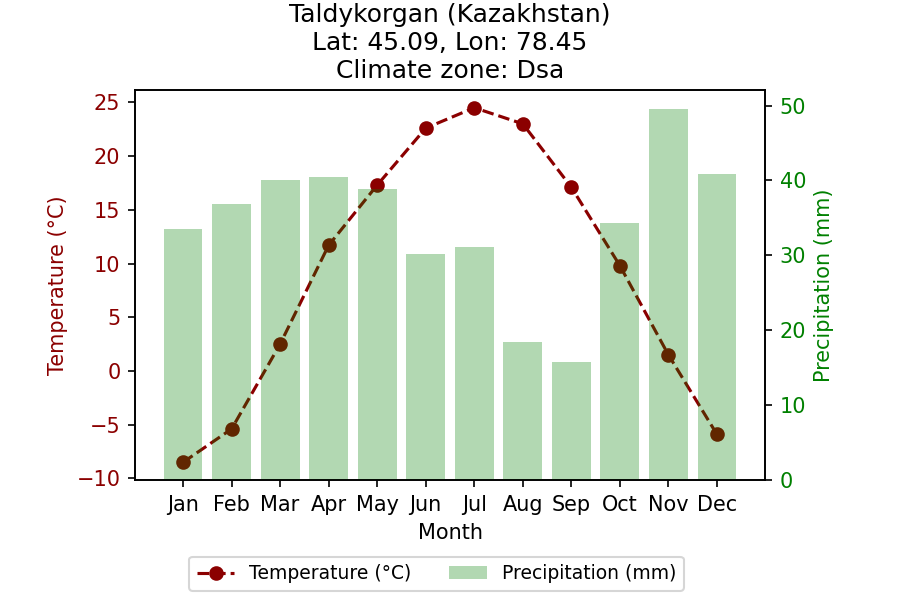 Taldykorgan (Kazakhstan)
Lat: 45.09, Lon: 78.45
Climate zone: Dsa
Temperature (°C)
25
20
15
10
5
0
−5
−10
50
40
30
20
10
0
Precipitation (mm)
Jan Feb Mar Apr May Jun Jul Aug Sep Oct Nov Dec
Month
Temperature (°C) Precipitation (mm)